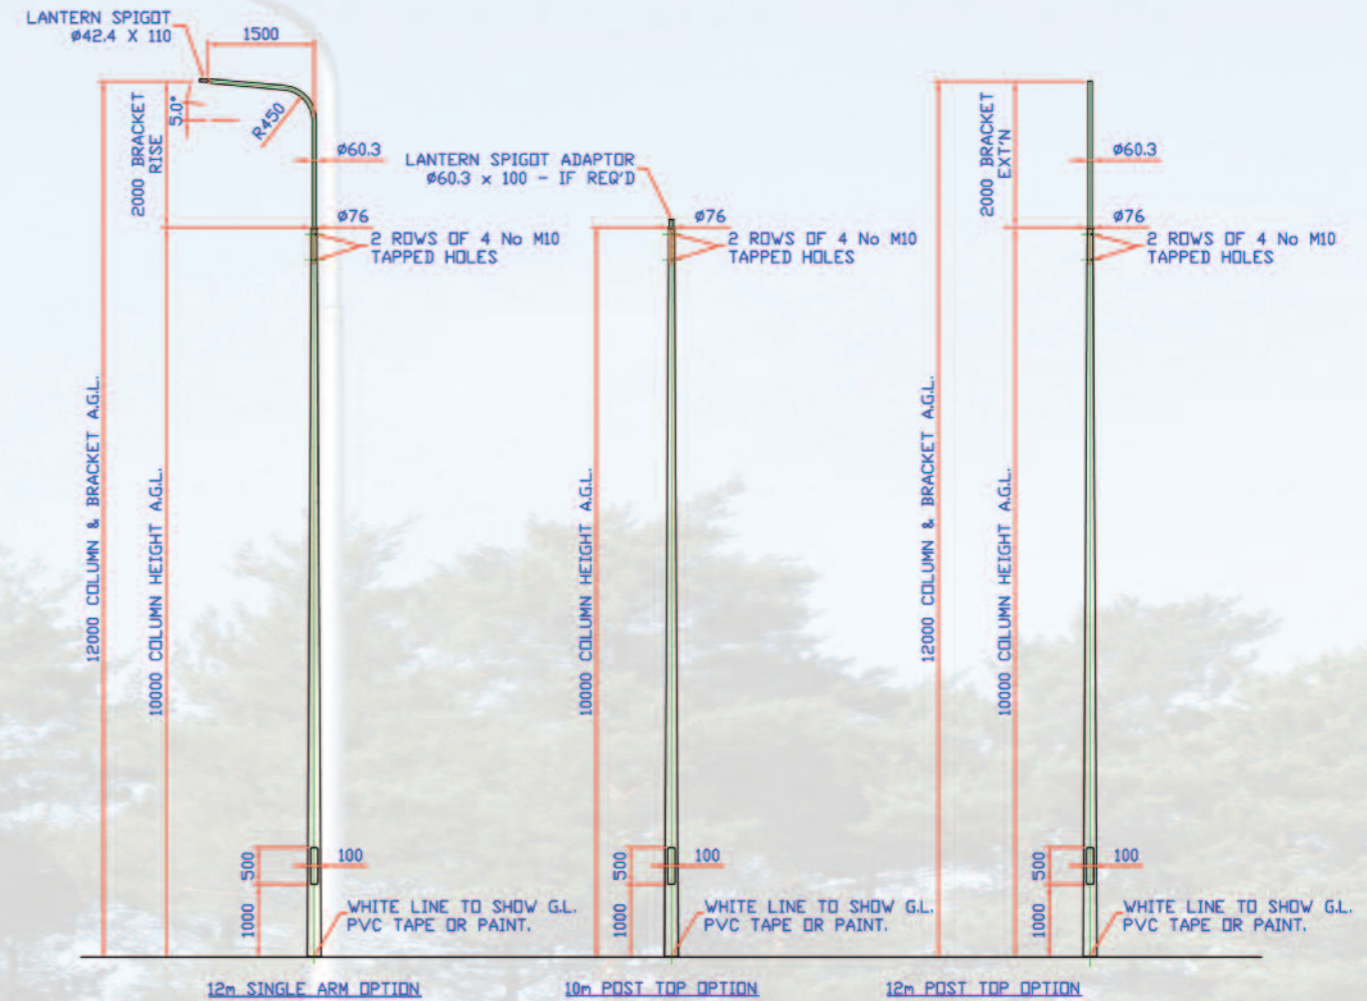 LANTERN SPIGOT
ø42.4 X 110
1500
2000 BRACKET
RISE
5.0°
R450
ø60.3
ø76
2 ROWS OF 4 No M10
TAPPED HOLES
12000 COLUMN & BRACKET A.G.L.
10000 COLUMN HEIGHT A.G.L.
500
100
1000
WHITE LINE TO SHOW G.L.
PVC TAPE OR PAINT.
12m SINGLE ARM OPTION
LANTERN SPIGOT ADAPTOR
ø60.3 x 100 - IF REQ'D
ø76
2 ROWS OF 4 No M10
TAPPED HOLES
10000 COLUMN HEIGHT A.G.L.
500
100
1000
WHITE LINE TO SHOW G.L.
PVC TAPE OR PAINT.
10m POST TOP OPTION
2000 BRACKET
EXT'N
ø60.3
ø76
2 ROWS OF 4 No M10
TAPPED HOLES
12000 COLUMN & BRACKET A.G.L.
10000 COLUMN HEIGHT A.G.L.
500
100
1000
WHITE LINE TO SHOW G.L.
PVC TAPE OR PAINT.
12m POST TOP OPTION